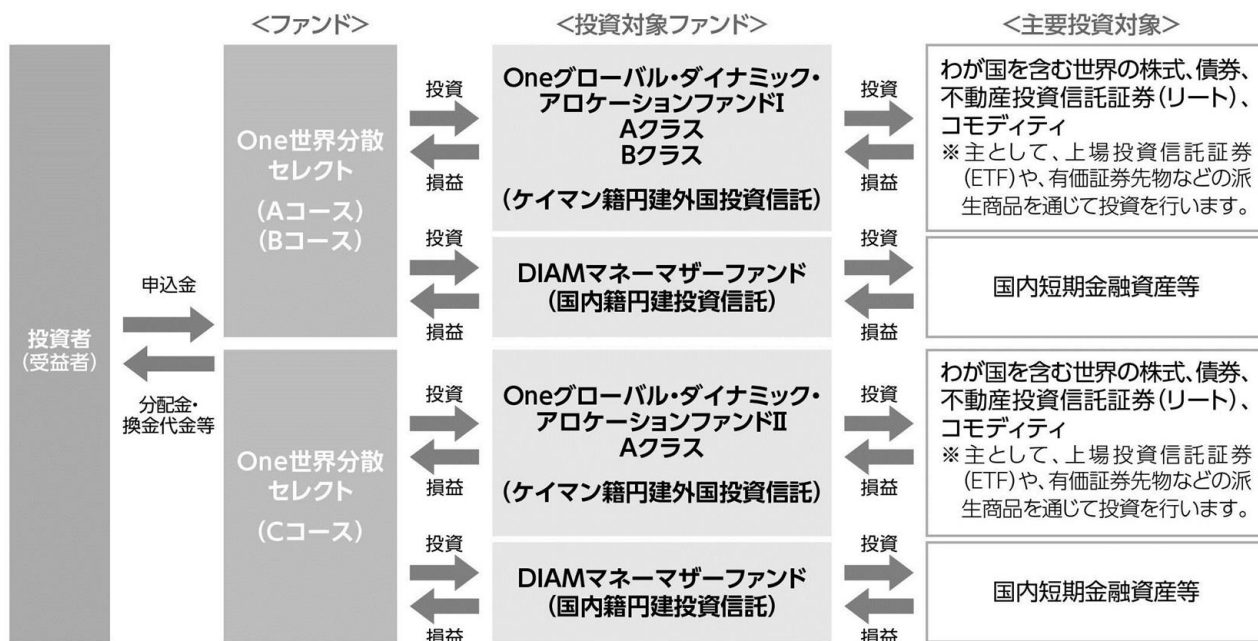 <ファンド>
<投資対象ファンド>
<主要投資対象>
投資者
(受益者)
申込金
分配金・
換金代金等
One世界分散
セレクト
(Aコース)
(Bコース)
投資
損益
Oneグローバル・ダイナミック・
アロケーションファンドⅠ
Aクラス
Bクラス
(ケイマン籍円建外国投資信託)
投資
損益
わが国を含む世界の株式、債券、
不動産投資信託証券(リート)、
コモディティ
※主として、上場投資信託証券
(ETF)や、有価証券先物などの派
生商品を通じて投資を行います。
投資
損益
DIAMマネーマザーファンド
(国内籍円建投資信託)
投資
損益
国内短期金融資産等
One世界分散
セレクト
(Cコース)
投資
損益
Oneグローバル・ダイナミック・
アロケーションファンドⅡ
Aクラス
(ケイマン籍円建外国投資信託)
投資
損益
わが国を含む世界の株式、債券、
不動産投資信託証券(リート)、
コモディティ
※主として、上場投資信託証券
(ETF)や、有価証券先物などの派
生商品を通じて投資を行います。
投資
損益
DIAMマネーマザーファンド
(国内籍円建投資信託)
投資
損益
国内短期金融資産等